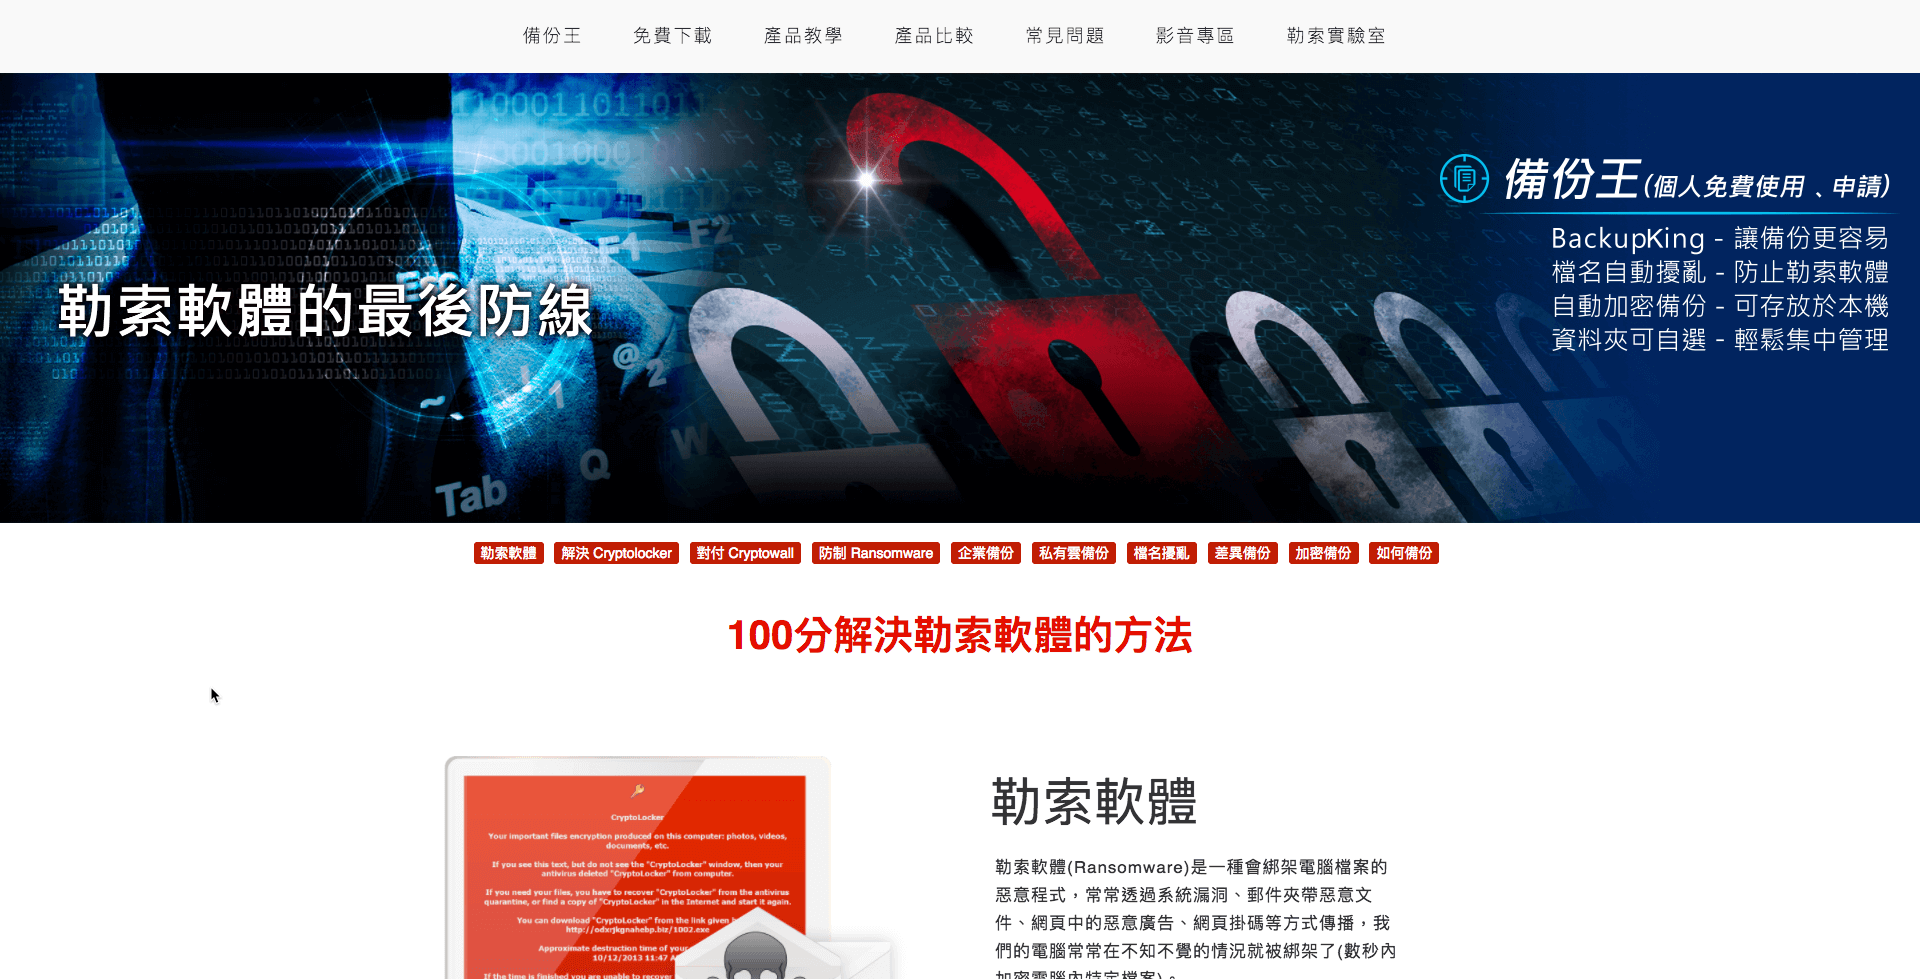 備份王 免費下載 產品教學 產品比較 常見問題 影音專區 勒索實驗室
勒索軟體的最後防線
備份王(個人免費使用、申請)
BackupKing - 讓備份更容易
檔名自動擾亂 - 防止勒索軟體
自動加密備份 - 可存放於本機
資料夾可自選 - 輕鬆集中管理
F2
@
2
!
1
~
Q
W
Tab
勒索軟體 解決 Cryptolocker 對付 Cryptowall 防制 Ransomware 企業備份 私有雲備份 檔名擾亂 差異備份 加密備份 如何備份
100分解決勒索軟體的方法
CryptoLocker
Your important files encryption produced on this computer: photos, videos,
documents, etc.
If you see this text, but do not see the "CryptoLocker" window, then your
antivirus deleted "CryptoLocker" from computer.
If you need your files, you have to recover "CryptoLocker" from the antivirus
quarantine, or find a copy of "CryptoLocker" in the Internet and start it again.
You can download "CryptoLocker" from the link given
http://odxrjkgnahebp.biz/1002.exe
Approximate destruction time of your
10/12/2013 11:47
If the time is finished you are unable to recover
勒索軟體
勒索軟體(Ransomware)是一種會綁架電腦檔案的
惡意程式，常常透過系統漏洞、郵件夾帶惡意文
件、網頁中的惡意廣告、網頁掛碼等方式傳播，我
們的電腦常常在不知不覺的情況就被綁架了(數秒內
加密電腦內特定檔案)。